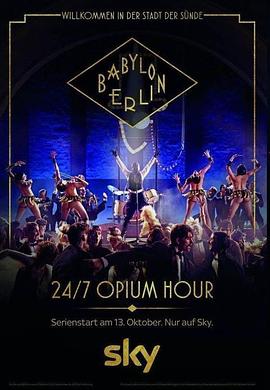 WILLKOMMEN IN DER STADT DER SÜNDE
BABYLON
BERLIN
24/7 OPIUM HOUR
Serienstart am 13. Oktober. Nur auf Sky.
sky